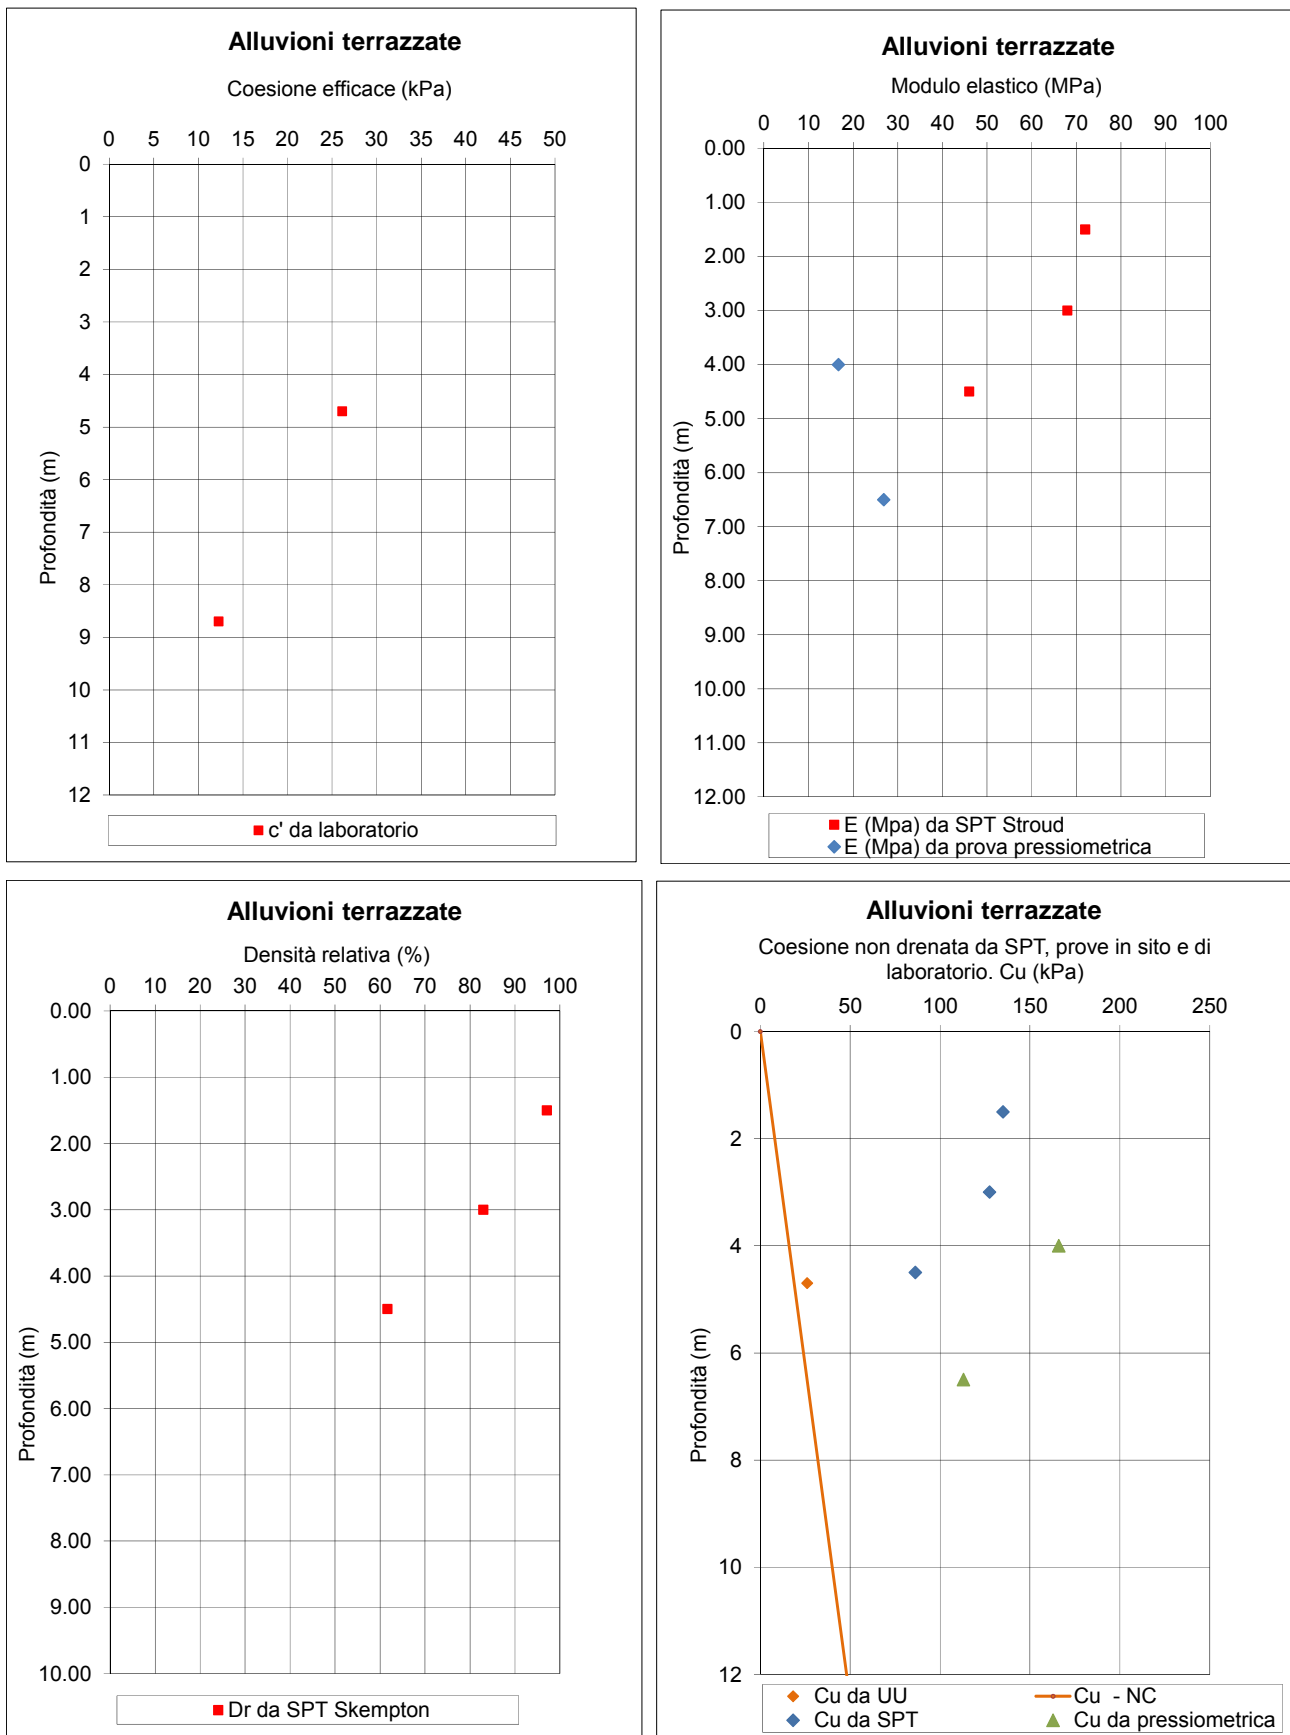 Alluvioni terrazzate
Coesione efficace (kPa)
0 5 10 15 20 25 30 35 40 45 50
0
1
2
3
4
5
6
7
8
9
10
11
12
Profondità (m)
c' da laboratorio
Alluvioni terrazzate
Modulo elastico (MPa)
0 10 20 30 40 50 60 70 80 90 100
0.00
1.00
2.00
3.00
4.00
5.00
6.00
7.00
8.00
9.00
10.00
11.00
12.00
Profondità (m)
E (Mpa) da SPT Stroud
E (Mpa) da prova pressiometrica
Alluvioni terrazzate
Densità relativa (%)
0 10 20 30 40 50 60 70 80 90 100
0.00
1.00
2.00
3.00
4.00
5.00
6.00
7.00
8.00
9.00
10.00
Profondità (m)
Dr da SPT Skempton
Alluvioni terrazzate
Coesione non drenata da SPT, prove in sito e di
laboratorio. Cu (kPa)
0 50 100 150 200 250
0
2
4
6
8
10
12
Profondità (m)
Cu da UU Cu - NC
Cu da SPT Cu da pressiometrica